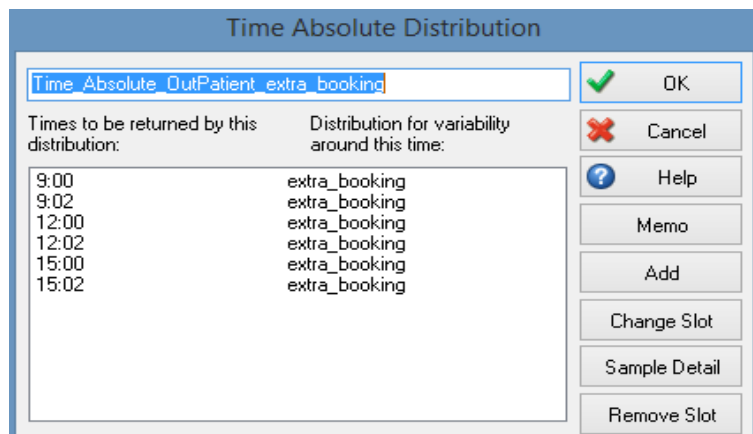 Time Absolute Distribution
Time_Absolute_OutPatient_extra_booking
Times to be returned by this
distribution:
Distribution for variability
around this time:
9:00 extra_booking
9:02 extra_booking
12:00 extra_booking
12:02 extra_booking
15:00 extra_booking
15:02 extra_booking
OK
Cancel
Help
Memo
Add
Change Slot
Sample Detail
Remove Slot